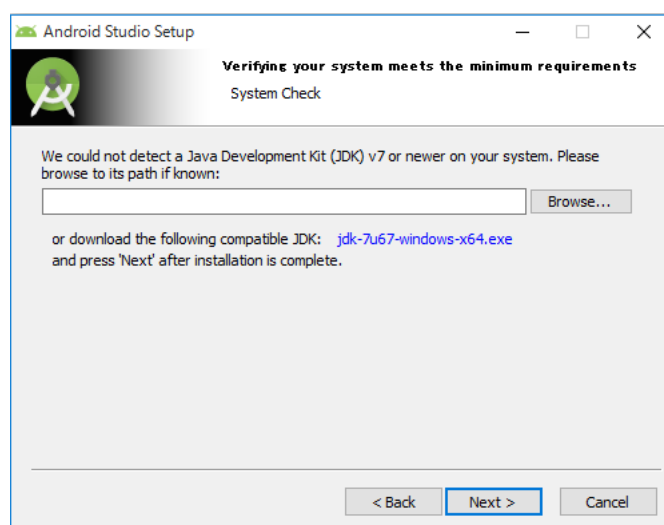 Android Studio Setup
Verifying your system meets the minimum requirements
System Check
We could not detect a Java Development Kit (JDK) v7 or newer on your system. Please
browse to its path if known:
Browse...
or download the following compatible JDK: jdk-7u67-windows-x64.exe
and press 'Next' after installation is complete.
< Back Next > Cancel